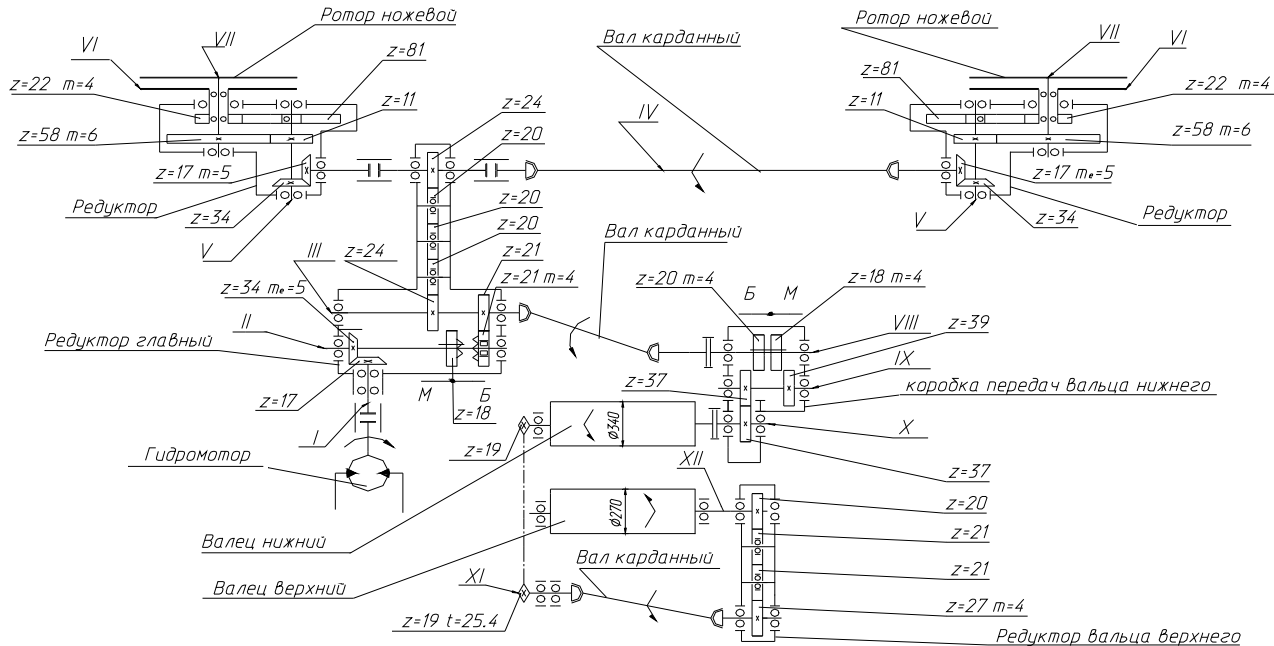 Ротор ножевой
VII
VI
z=81
z=22 m=4
z=11
z=58 m=6
z=17 m=5
Редуктор
z=34
V
z=24
z=20
z=20
z=20
z=21
z=21 m=4
Вал карданный
IV
Ротор ножевой
VII
VI
z=81
z=22 m=4
z=11
z=58 m=6
z=17 mе=5
Редуктор
z=34
V
III
z=24
z=34 mе=5
II
Редуктор главный
z=17
I
Гидромотор
М
Б
z=18
Вал карданный
z=20 m=4
z=18 m=4
Б
М
z=39
VIII
IX
z=37
коробка передач вальца нижнего
X
z=37
z=19
Ø340
XII
Ø270
z=20
z=21
z=21
z=27 m=4
Валец нижний
Валец верхний
XI
Вал карданный
z=19 t=25.4
Редуктор вальца верхнего